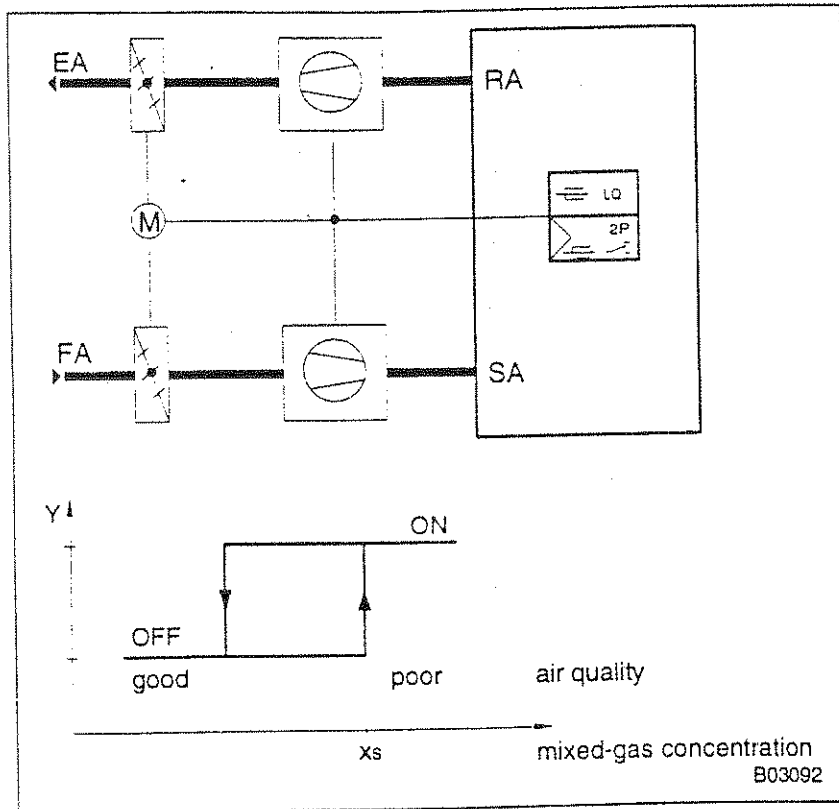 EA
RA
LQ
2P
M
FA
SA
Y
ON
OFF
good poor air quality
xs mixed-gas concentration
B03092